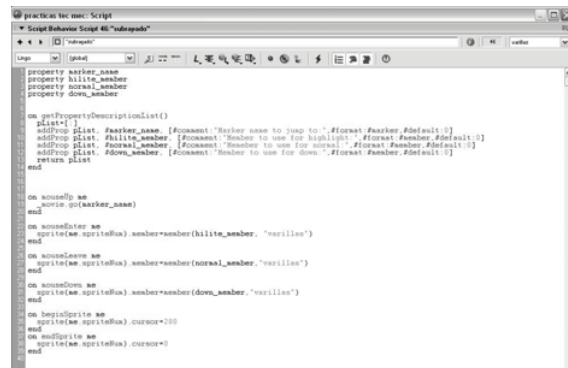 practicas tec mec: Script
Script Behavior Script 46:"subrayado"
"subrayado" 46 varillas
Lingo [global]
property marker_name
property hilite_member
property normal_member
property down_member
on getPropertyDescriptionList()
pList=[:]
addProp pList, #marker_name, [#comment:"Marker name to jump to:",#format:#marker,#default:0]
addProp pList, #hilite_member, [#comment:"Member to use for highlight:",#format:#member,#default:0]
addProp pList, #normal_member, [#comment:"Memeber to use for normal:",#format:#member,#default:0]
addProp pList, #down_member, [#comment:"Member to use for down:",#format:#member,#default:0]
return pList
end
on mouseUp me
_movie.go(marker_name)
end
on mouseEnter me
sprite(me.spriteNum).member=member(hilite_member, "varillas")
end
on mouseLeave me
sprite(me.spriteNum).member=member(normal_member,"varillas")
end
on mouseDown me
sprite(me.spriteNum).member=member(down_member,"varillas")
end
on beginSprite me
sprite(me.spriteNum).cursor=280
end
on endSprite me
sprite(me.spriteNum).cursor=0
end